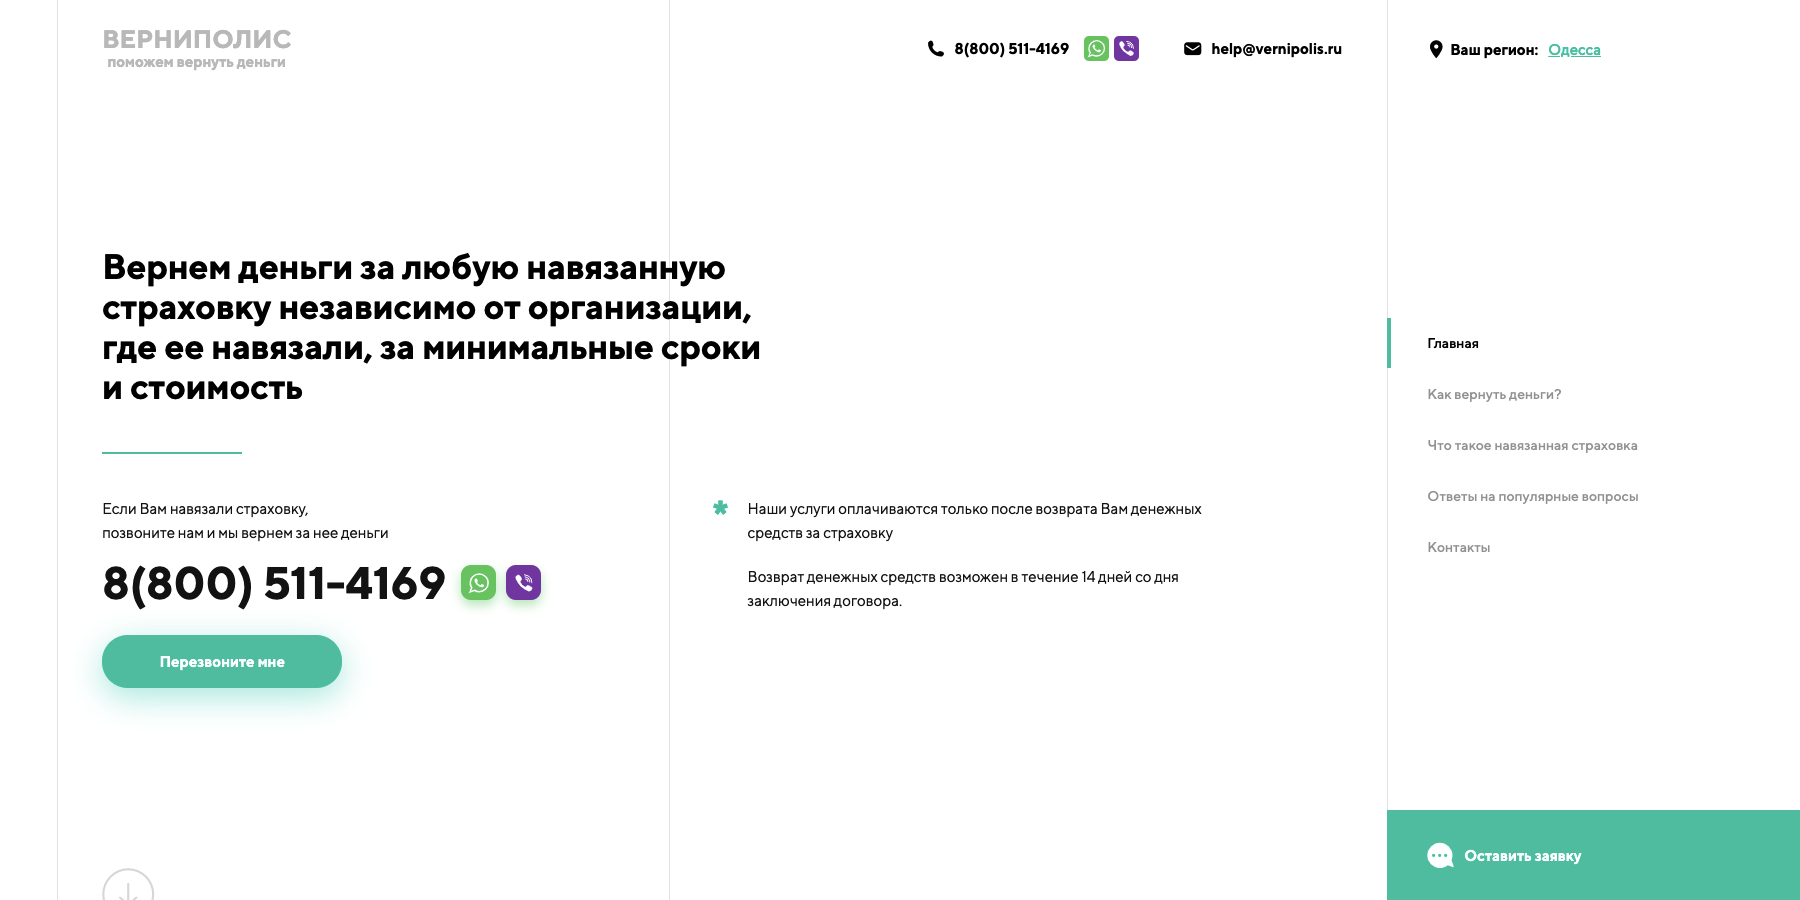 ВЕРНИПОЛИС
поможем вернуть деньги
8(800) 511-4169
help@vernipolis.ru
Ваш регион: Одесса
Вернем деньги за любую навязанную
страховку независимо от организации,
где ее навязали, за минимальные сроки
и стоимость
Если Вам навязали страховку,
позвоните нам и мы вернем за нее деньги
8(800) 511-4169
Перезвоните мне
* Наши услуги оплачиваются только после возврата Вам денежных
средств за страховку
Возврат денежных средств возможен в течение 14 дней со дня
заключения договора.
Главная
Как вернуть деньги?
Что такое навязанная страховка
Ответы на популярные вопросы
Контакты
Оставить заявку